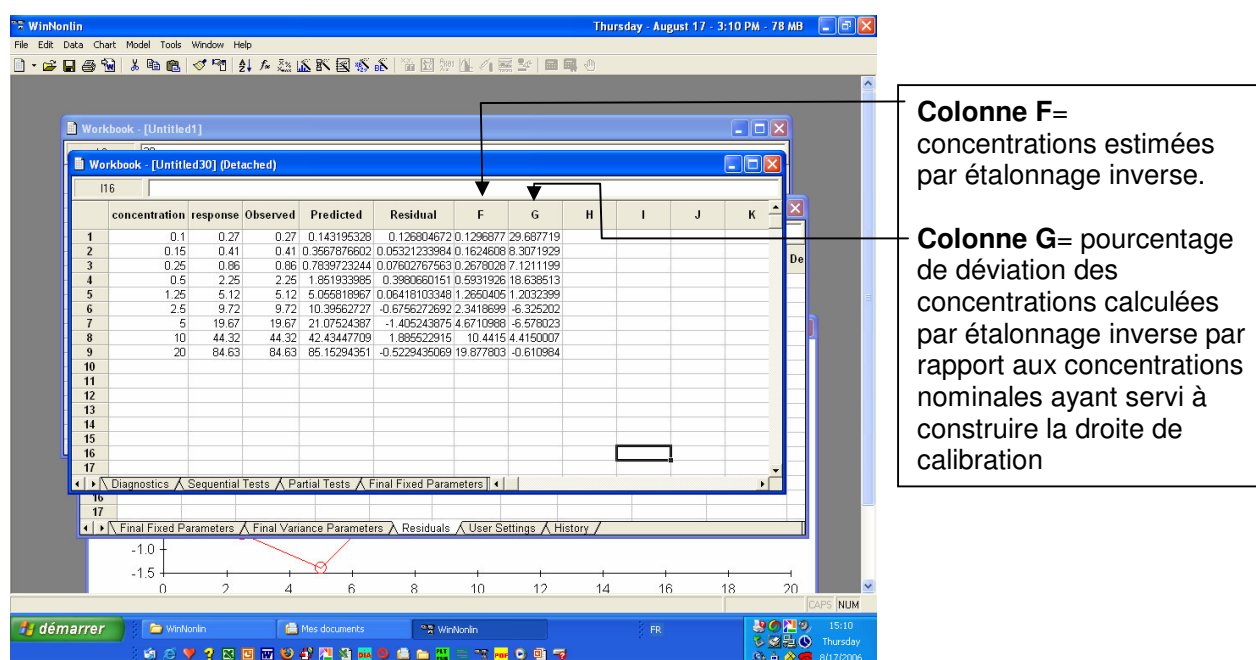 WinNonlin Thursday - August 17 - 3:10 PM - 78 MB
File Edit Data Chart Model Tools Window Help
Workbook - [Untitled1]
Workbook - [Untitled30] (Detached)
I16
concentration response Observed Predicted Residual F G H I J K
1 0.1 0.27 0.27 0.143195328 0.126804672 0.1296877 29.687719
2 0.15 0.41 0.41 0.3567876602 0.05321233984 0.1624608 8.3071929
3 0.25 0.86 0.86 0.7839723244 0.07602767563 0.2678028 7.1211199
4 0.5 2.25 2.25 1.851933985 0.3980660151 0.5931926 18.638513
5 1.25 5.12 5.12 5.055818967 0.06418103348 1.2650405 1.2032399
6 2.5 9.72 9.72 10.39562727 -0.6756272692 2.3418699 -6.325202
7 5 19.67 19.67 21.07524387 -1.405243875 4.6710988 -6.578023
8 10 44.32 44.32 42.43447709 1.885522915 10.4415 4.4150007
9 20 84.63 84.63 85.15294351 -0.5229435069 19.877803 -0.610984
10
11
12
13
14
15
16
17
De
Diagnostics Sequential Tests Partial Tests Final Fixed Parameters
16
17
Final Fixed Parameters Final Variance Parameters Residuals User Settings History
-1.0
-1.5
0 2 4 6 8 10 12 14 16 18 20
CAPS NUM
démarrer WinNonlin Mes documents WinNonlin FR 15:10
Thursday
8/17/2006
Colonne F=
concentrations estimées
par étalonnage inverse.
Colonne G= pourcentage
de déviation des
concentrations calculées
par étalonnage inverse par
rapport aux concentrations
nominales ayant servi à
construire la droite de
calibration